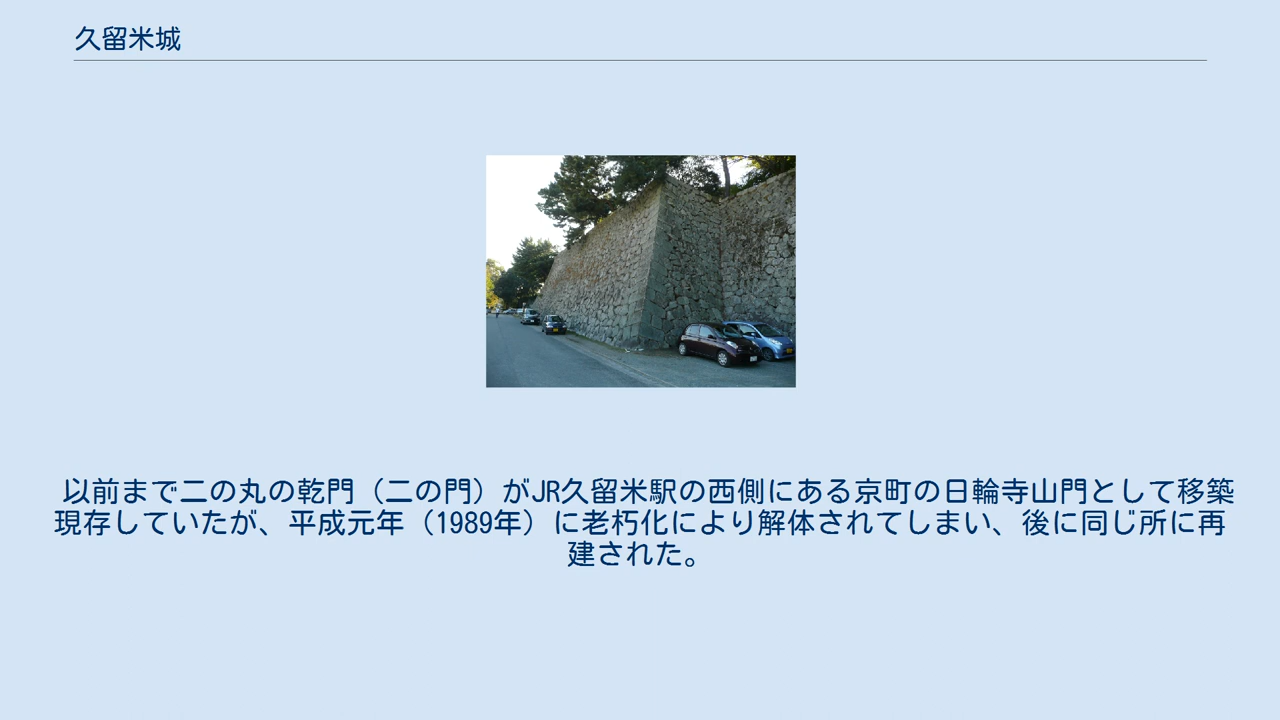 久留米城
以前まで二の丸の乾門（二の門）がJR久留米駅の西側にある京町の日輪寺山門として移築
現存していたが、平成元年（1989年）に老朽化により解体されてしまい、後に同じ所に再
建された。